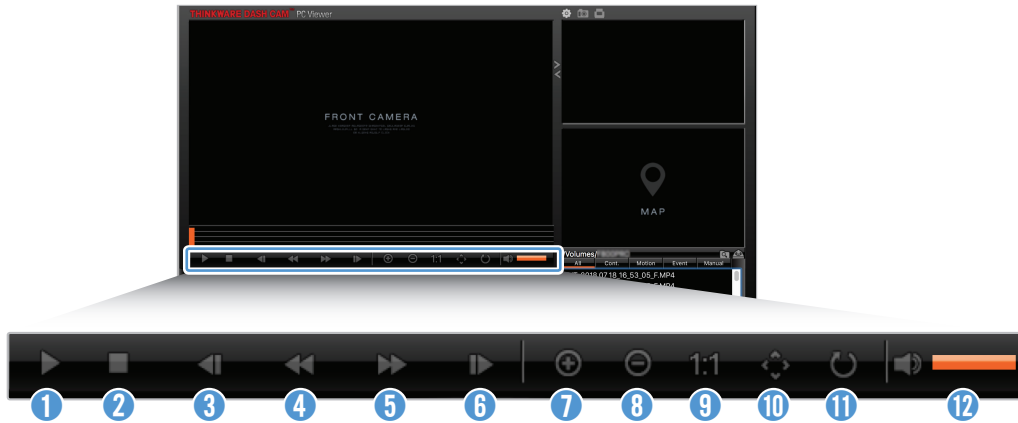 THINKWARE DASH CAM™ PC Viewer
FRONT CAMERA
MAP
1:1
/Volumes/
All Cont. Motion Event Manual
2018 07.18 16_53_05_F.MP4
1:1
1 2 3 4 5 6 7 8 9 10 11 12